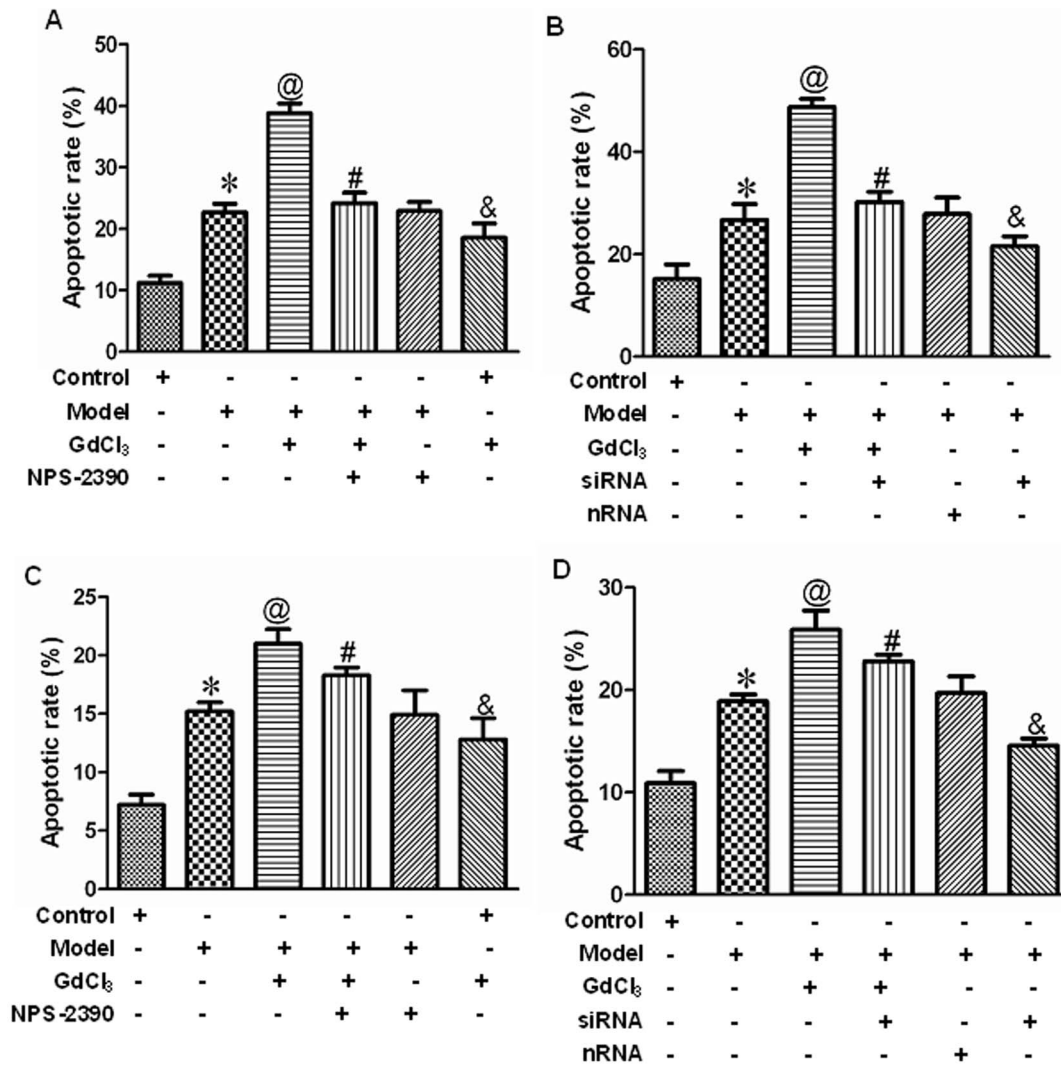 A
Apoptotic rate (%)
50
40
30
20
10
0
* @ # &
Control + - - - - +
Model - + + + + -
GdCl₃ - - + + - +
NPS-2390 - - - + + -
B
Apoptotic rate (%)
60
40
20
0
* @ # &
Control + - - - - -
Model - + + + + +
GdCl₃ - - + + - -
siRNA - - - + - +
nRNA - - - - + -
C
Apoptotic rate (%)
25
20
15
10
5
0
* @ # &
Control + - - - - +
Model - + + + + -
GdCl₃ - - + + - +
NPS-2390 - - - + + -
D
Apoptotic rate (%)
30
20
10
0
* @ # &
Control + - - - - -
Model - + + + + +
GdCl₃ - - + + - -
siRNA - - - + - +
nRNA - - - - + -